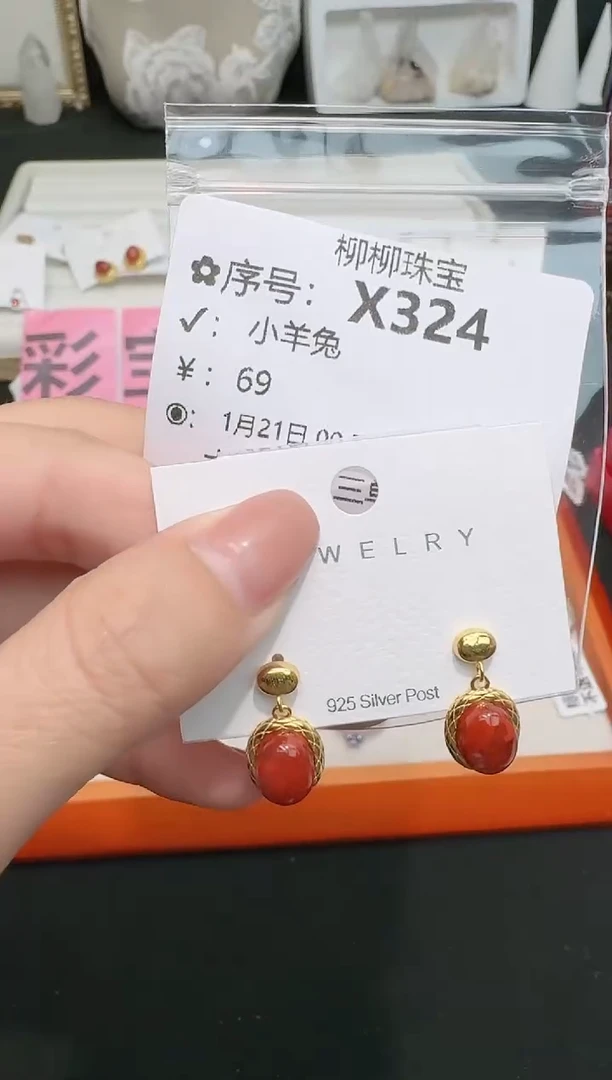 柳柳珠宝
✿序号： X324
✓： 小羊兔
¥： 69
◉： 1月21日
WELRY
925 Silver Post
彩